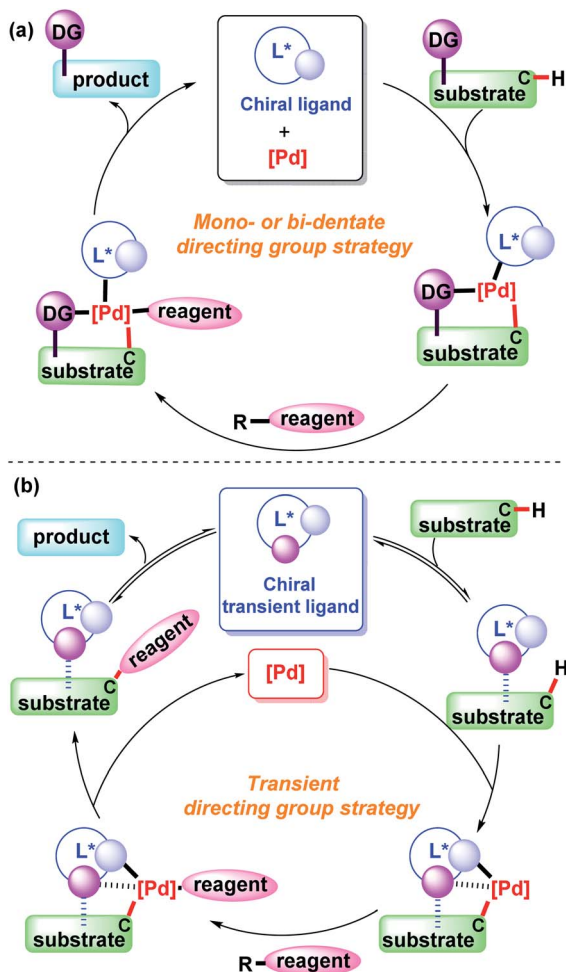 (a)
DG
product
L*
Chiral ligand
+
[Pd]
DG
C-H
substrate
Mono- or bi-dentate
directing group strategy
L*
DG
[Pd]
reagent
C
substrate
L*
DG
[Pd]
C
substrate
R-reagent
(b)
product
L*
Chiral
transient ligand
C-H
substrate
L*
reagent
C
substrate
[Pd]
L*
H
C
substrate
Transient
directing group strategy
L*
[Pd]-reagent
C
substrate
L*
[Pd]
C
substrate
R-reagent